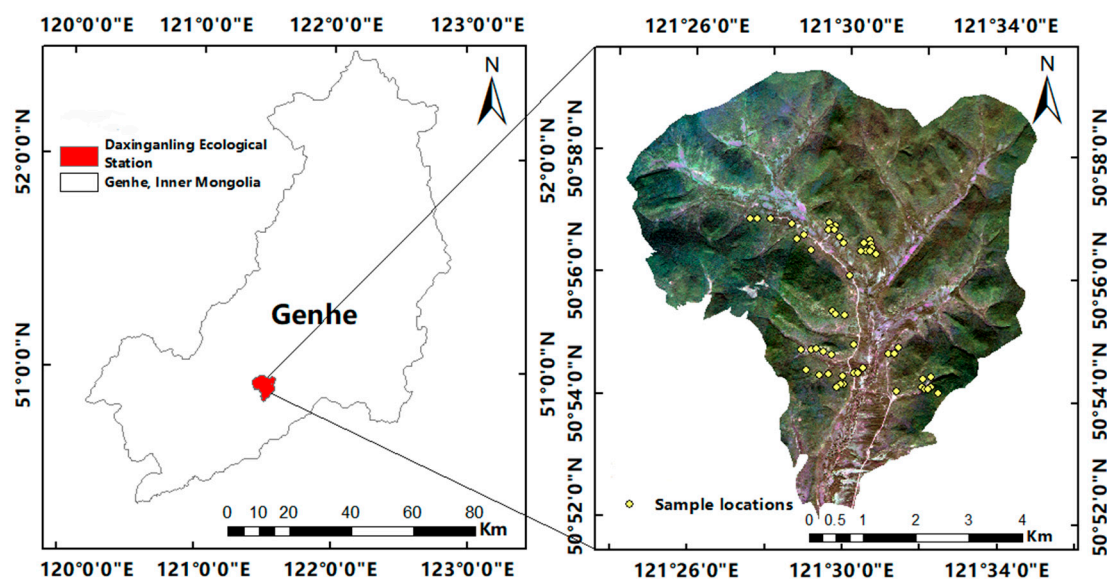 120°0'0"E 121°0'0"E 122°0'0"E 123°0'0"E
121°26'0"E 121°30'0"E 121°34'0"E
N
N
52°0'0"N
51°0'0"N
52°0'0"N
51°0'0"N
50°58'0"N
50°56'0"N
50°54'0"N
50°52'0"N
50°58'0"N
50°56'0"N
50°54'0"N
50°52'0"N
Daxinganling Ecological
Station
Genhe, Inner Mongolia
Genhe
0 10 20 40 60 80
Km
Sample locations
0 0.5 1 2 3 4
Km
120°0'0"E 121°0'0"E 122°0'0"E 123°0'0"E
121°26'0"E 121°30'0"E 121°34'0"E